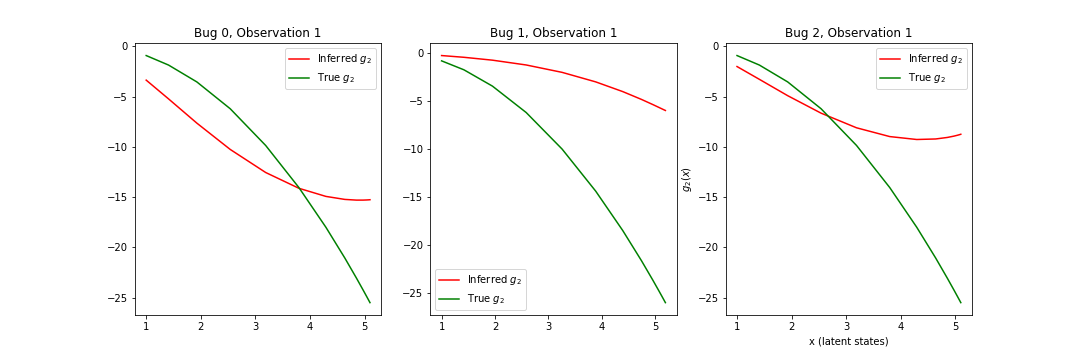 Bug 0, Observation 1
Inferred g₂
True g₂
0
−5
−10
−15
−20
−25
1 2 3 4 5
Bug 1, Observation 1
0
−5
−10
−15
−20
−25
Inferred g₂
True g₂
1 2 3 4 5
Bug 2, Observation 1
Inferred g₂
True g₂
g₂(x)
0
−5
−10
−15
−20
−25
1 2 3 4 5
x (latent states)